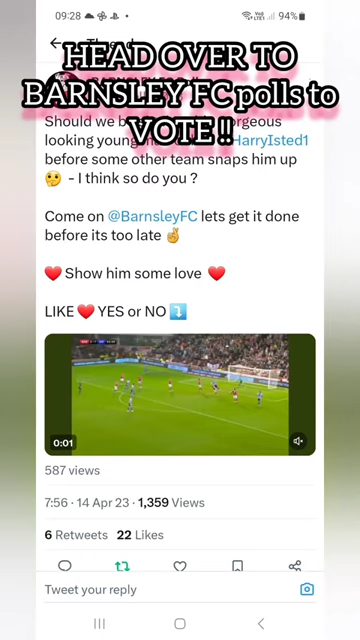 09:28
94%
HEAD OVER TO
BARNSLEY FC polls to
VOTE !!
Should we b
orgeous
looking young
HarryIsted1
before some other team snaps him up
🤔 - I think so do you ?
Come on @BarnsleyFC lets get it done
before its too late 🤞
❤️ Show him some love ❤️
LIKE ❤️ YES or NO ⤵️
0:01
587 views
7:56 · 14 Apr 23 · 1,359 Views
6 Retweets 22 Likes
Tweet your reply